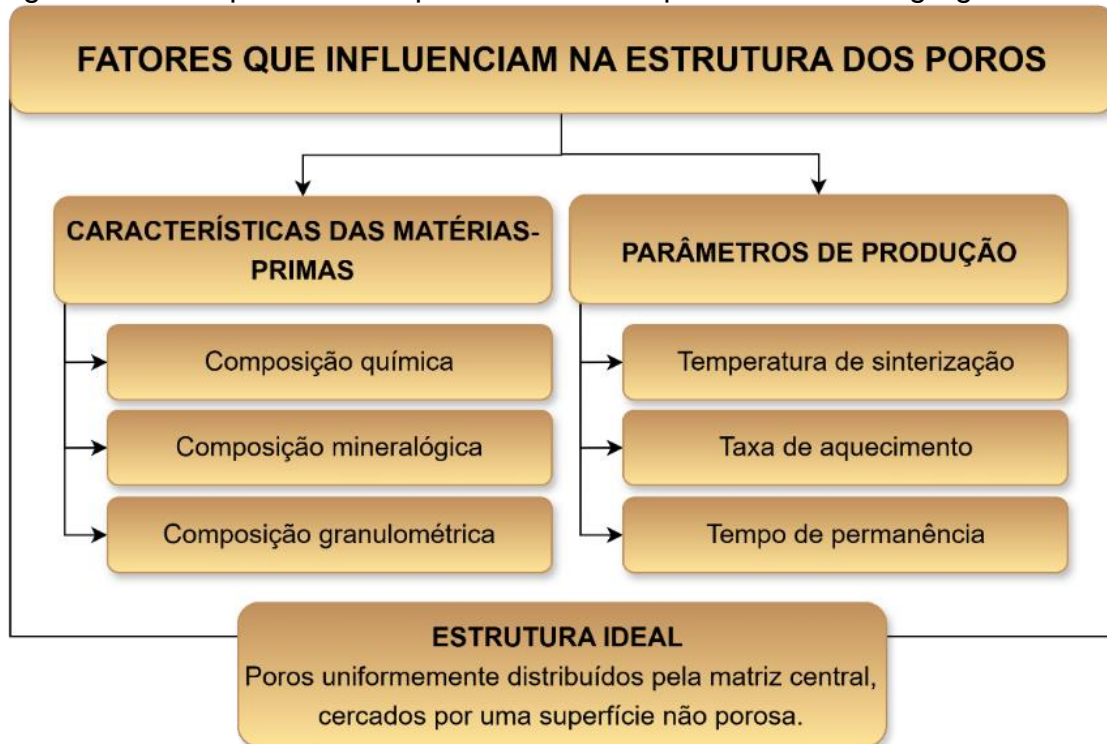 FATORES QUE INFLUENCIAM NA ESTRUTURA DOS POROS
CARACTERÍSTICAS DAS MATÉRIAS-
PRIMAS
Composição química
Composição mineralógica
Composição granulométrica
PARÂMETROS DE PRODUÇÃO
Temperatura de sinterização
Taxa de aquecimento
Tempo de permanência
ESTRUTURA IDEAL
Poros uniformemente distribuídos pela matriz central,
cercados por uma superfície não porosa.